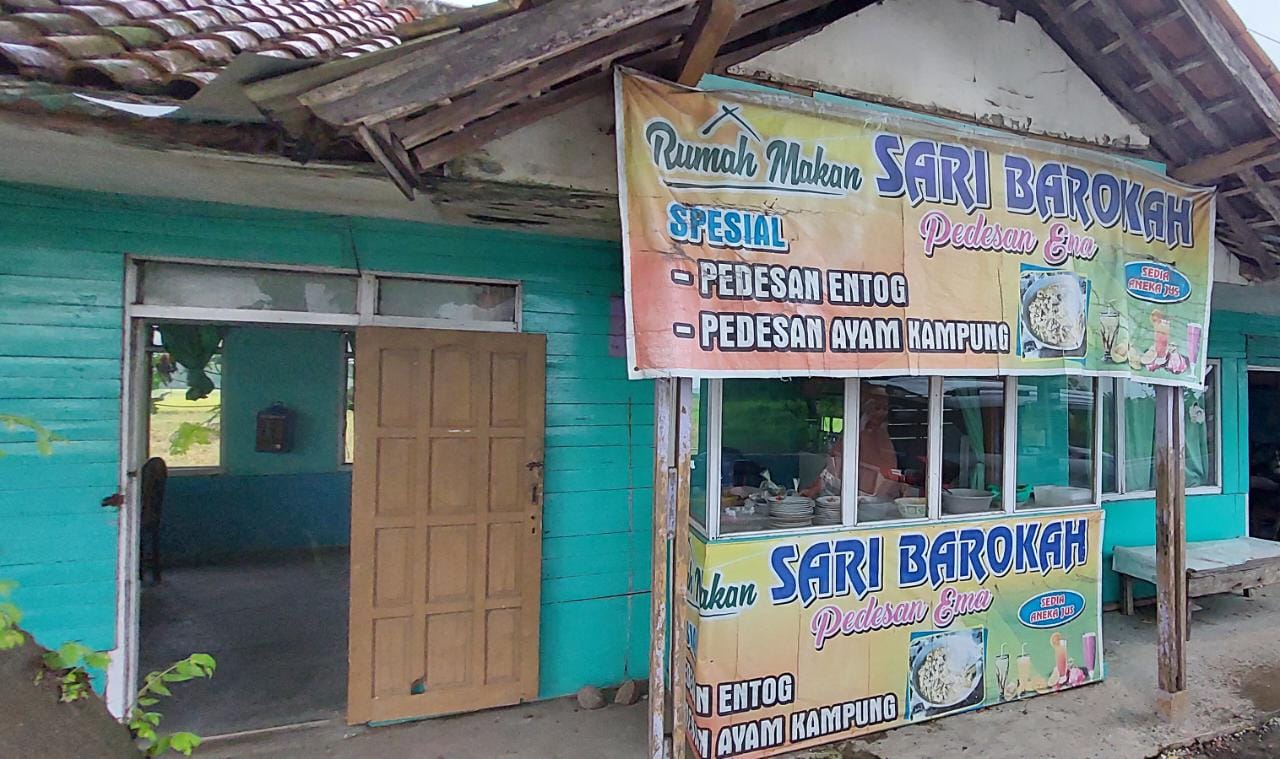 Rumah Makan SARI BAROKAH
Pedesan Ema
SPESIAL
- PEDESAN ENTOG
- PEDESAN AYAM KAMPUNG
SEDIA
ANEKA JUS
Makan SARI BAROKAH
Pedesan Ema
SEDIA
ANEKA JUS
ENTOG
AYAM KAMPUNG